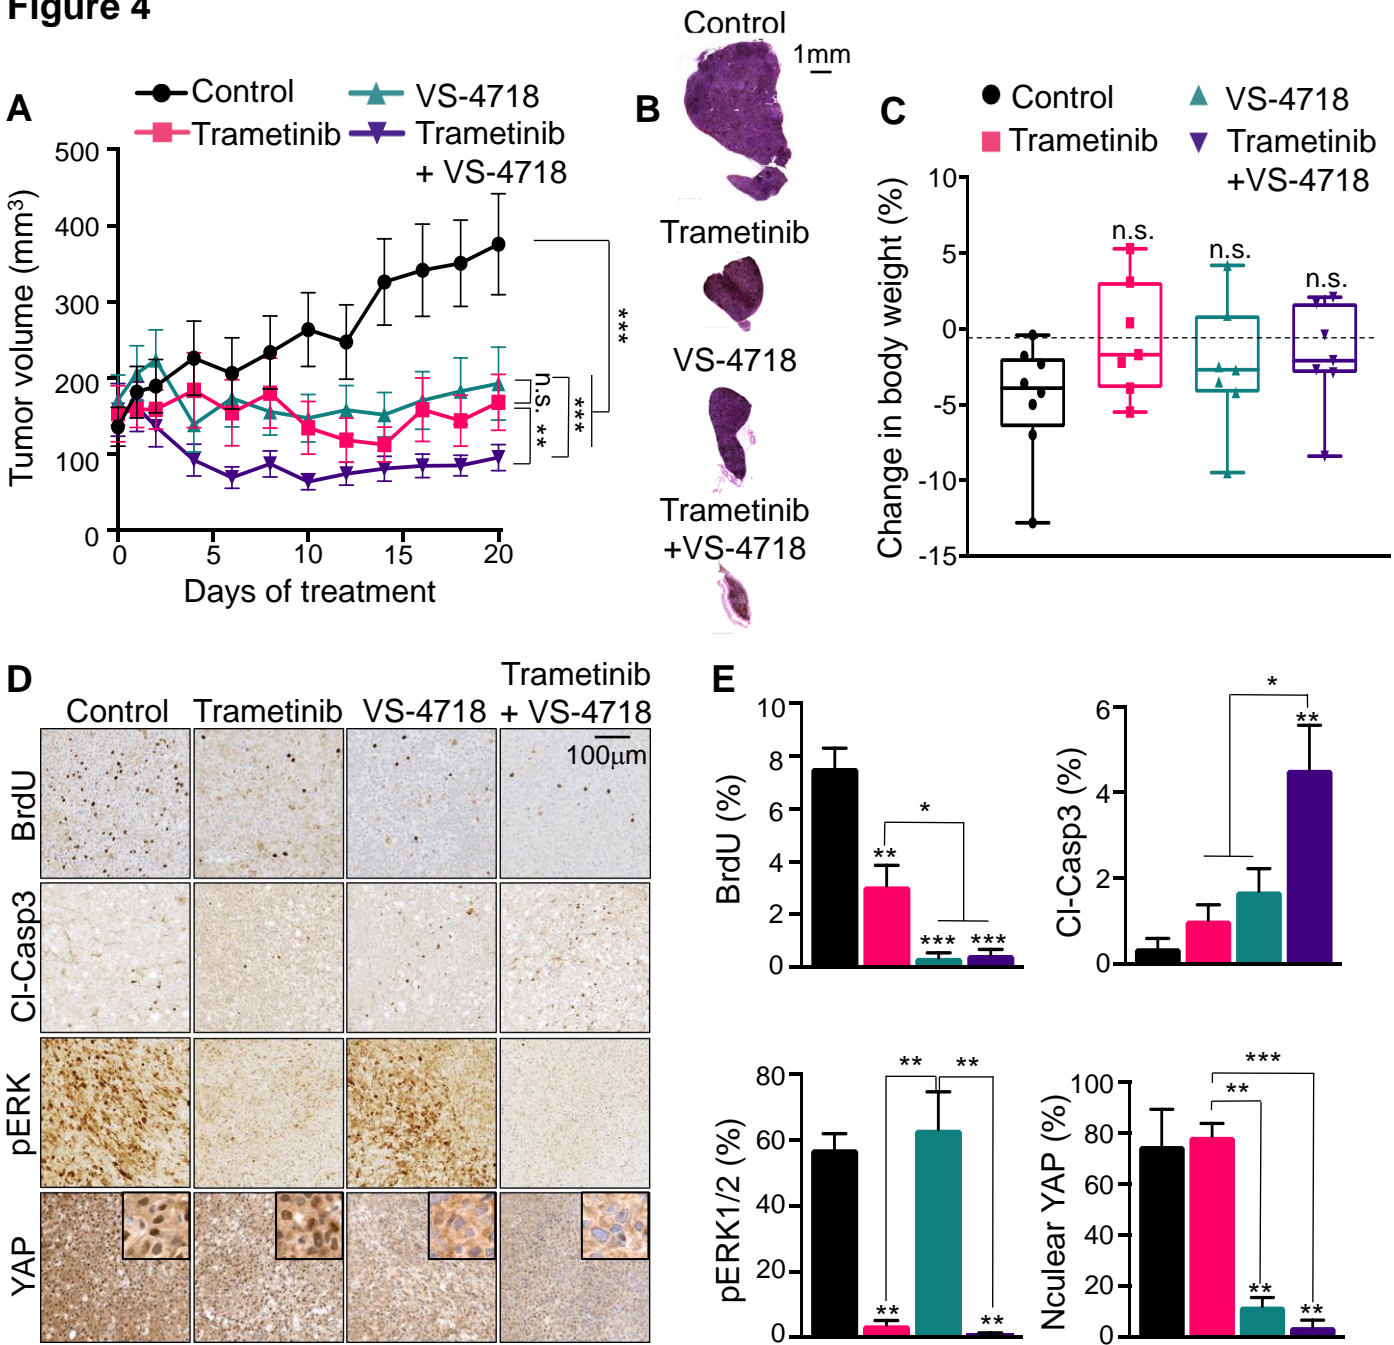 Figure 4
A
Control
VS-4718
Trametinib
Trametinib
+ VS-4718
Tumor volume (mm³)
500
400
300
200
100
0
0
5
10
15
20
Days of treatment
n.s.
**
***
***
B
Control
1mm
Trametinib
VS-4718
Trametinib
+VS-4718
C
Control
VS-4718
Trametinib
Trametinib
+VS-4718
Change in body weight (%)
10
5
0
-5
-10
-15
n.s.
n.s.
n.s.
D
Control
Trametinib
VS-4718
Trametinib
+ VS-4718
100μm
BrdU
Cl-Casp3
pERK
YAP
E
BrdU (%)
10
8
6
4
2
0
**
***
***
*
Cl-Casp3 (%)
6
4
2
0
*
**
pERK1/2 (%)
80
60
40
20
0
**
**
**
**
Nculear YAP (%)
100
80
60
40
20
0
***
**
**
**